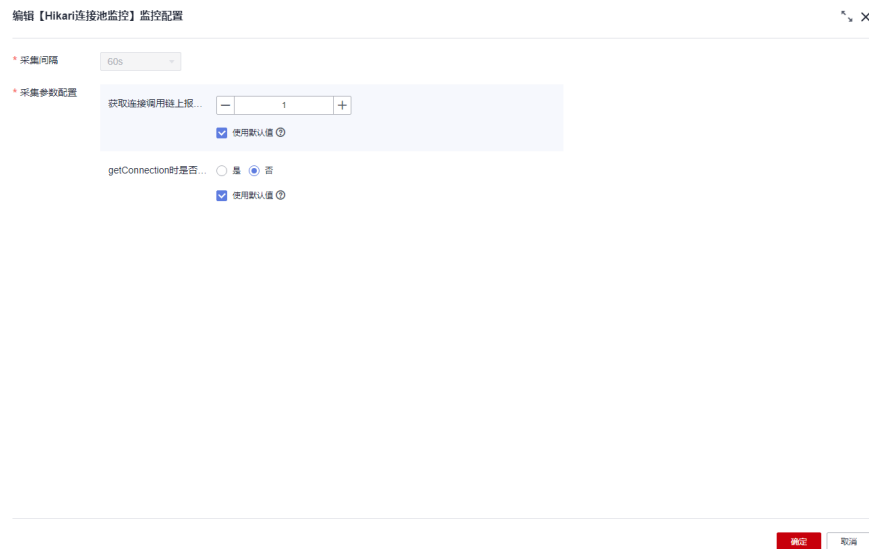 编辑【Hikari连接池监控】监控配置
* 采集间隔 60s
* 采集参数配置
获取连接调用链上报... 1
使用默认值
getConnection时是否... 是 否
使用默认值
确定 取消